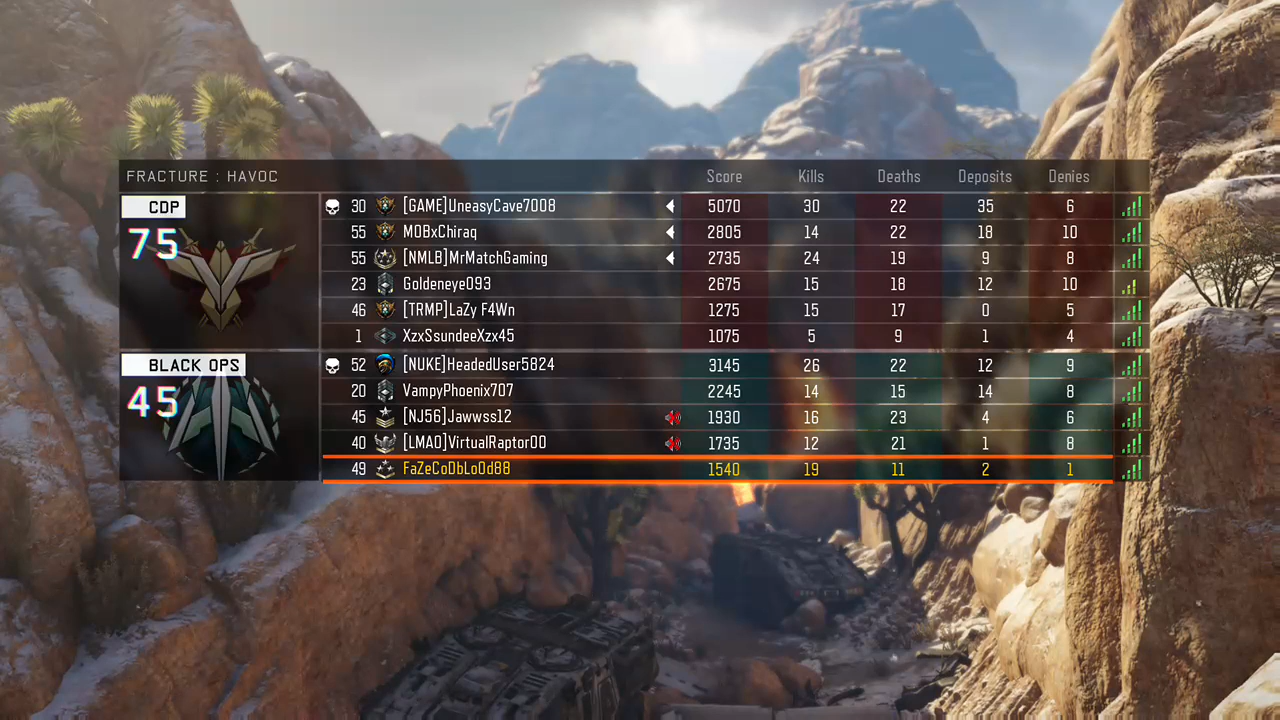 FRACTURE : HAVOC Score Kills Deaths Deposits Denies
CDP
75
30 [GAME]UneasyCave7008 5070 30 22 35 6
55 MOBxChiraq 2805 14 22 18 10
55 [NMLB]MrMatchGaming 2735 24 19 9 8
23 Goldeneye093 2675 15 18 12 10
46 [TRMP]LaZy F4Wn 1275 15 17 0 5
1 XzxSsundeeXzx45 1075 5 9 1 4
BLACK OPS
45
52 [NUKE]HeadedUser5824 3145 26 22 12 9
20 VampyPhoenix707 2245 14 15 14 8
45 [NJ56]Jawwss12 1930 16 23 4 6
40 [LMAO]VirtualRaptor00 1735 12 21 1 8
49 FaZeCoDbLoOd88 1540 19 11 2 1